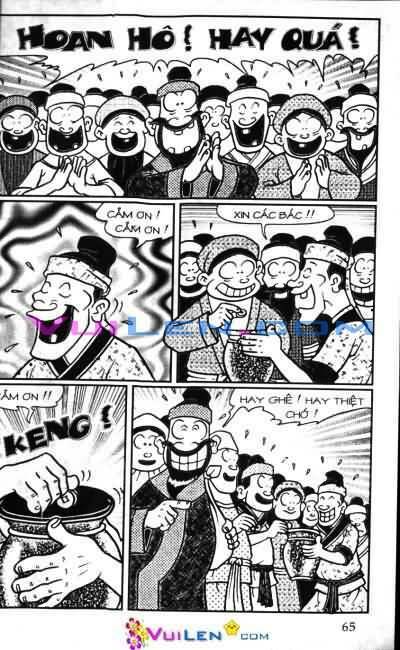 HOAN HÔ! HAY QUÁ!
CẢM ƠN!
CẢM ƠN!
XIN CÁC BÁC!!
VUILEN.COM
ẢM ƠN!!
KENG!
HAY GHÊ! HAY THIỆT
CHỚ!
65
VUILEN.COM